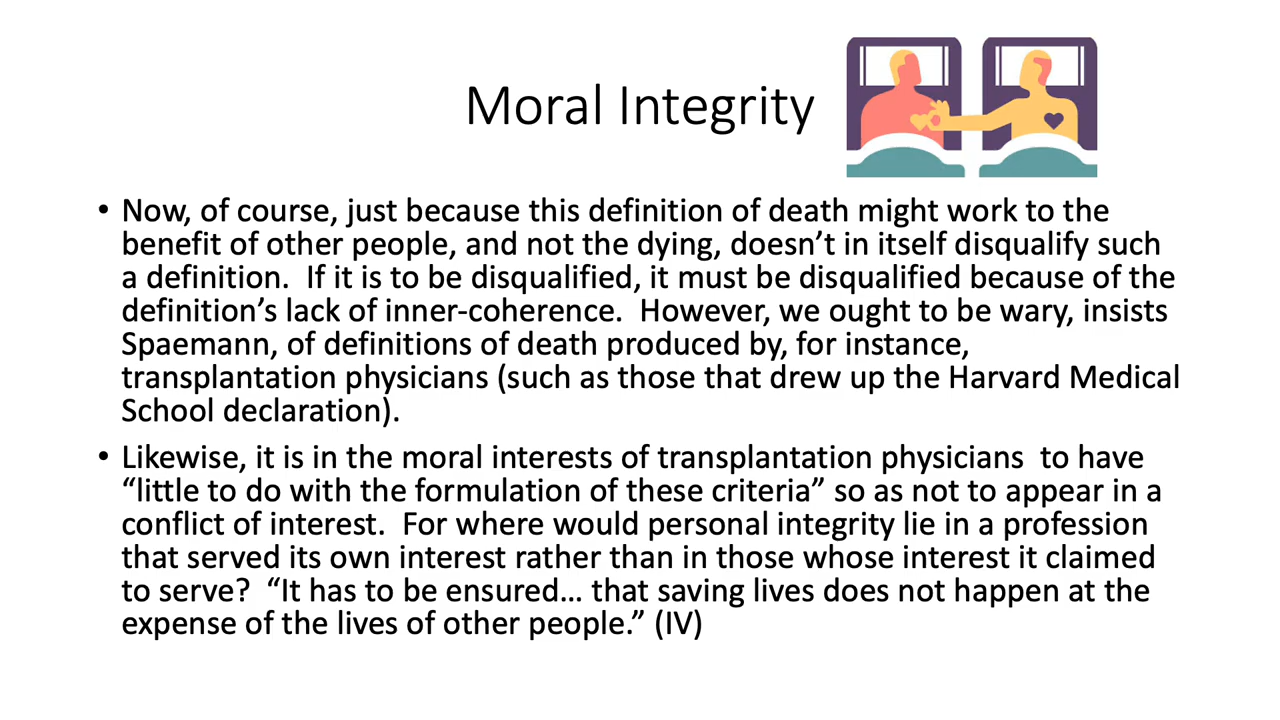 Moral Integrity
• Now, of course, just because this definition of death might work to the
benefit of other people, and not the dying, doesn’t in itself disqualify such
a definition.  If it is to be disqualified, it must be disqualified because of the
definition’s lack of inner-coherence.  However, we ought to be wary, insists
Spaemann, of definitions of death produced by, for instance,
transplantation physicians (such as those that drew up the Harvard Medical
School declaration).
• Likewise, it is in the moral interests of transplantation physicians  to have
“little to do with the formulation of these criteria” so as not to appear in a
conflict of interest.  For where would personal integrity lie in a profession
that served its own interest rather than in those whose interest it claimed
to serve?  “It has to be ensured… that saving lives does not happen at the
expense of the lives of other people.” (IV)